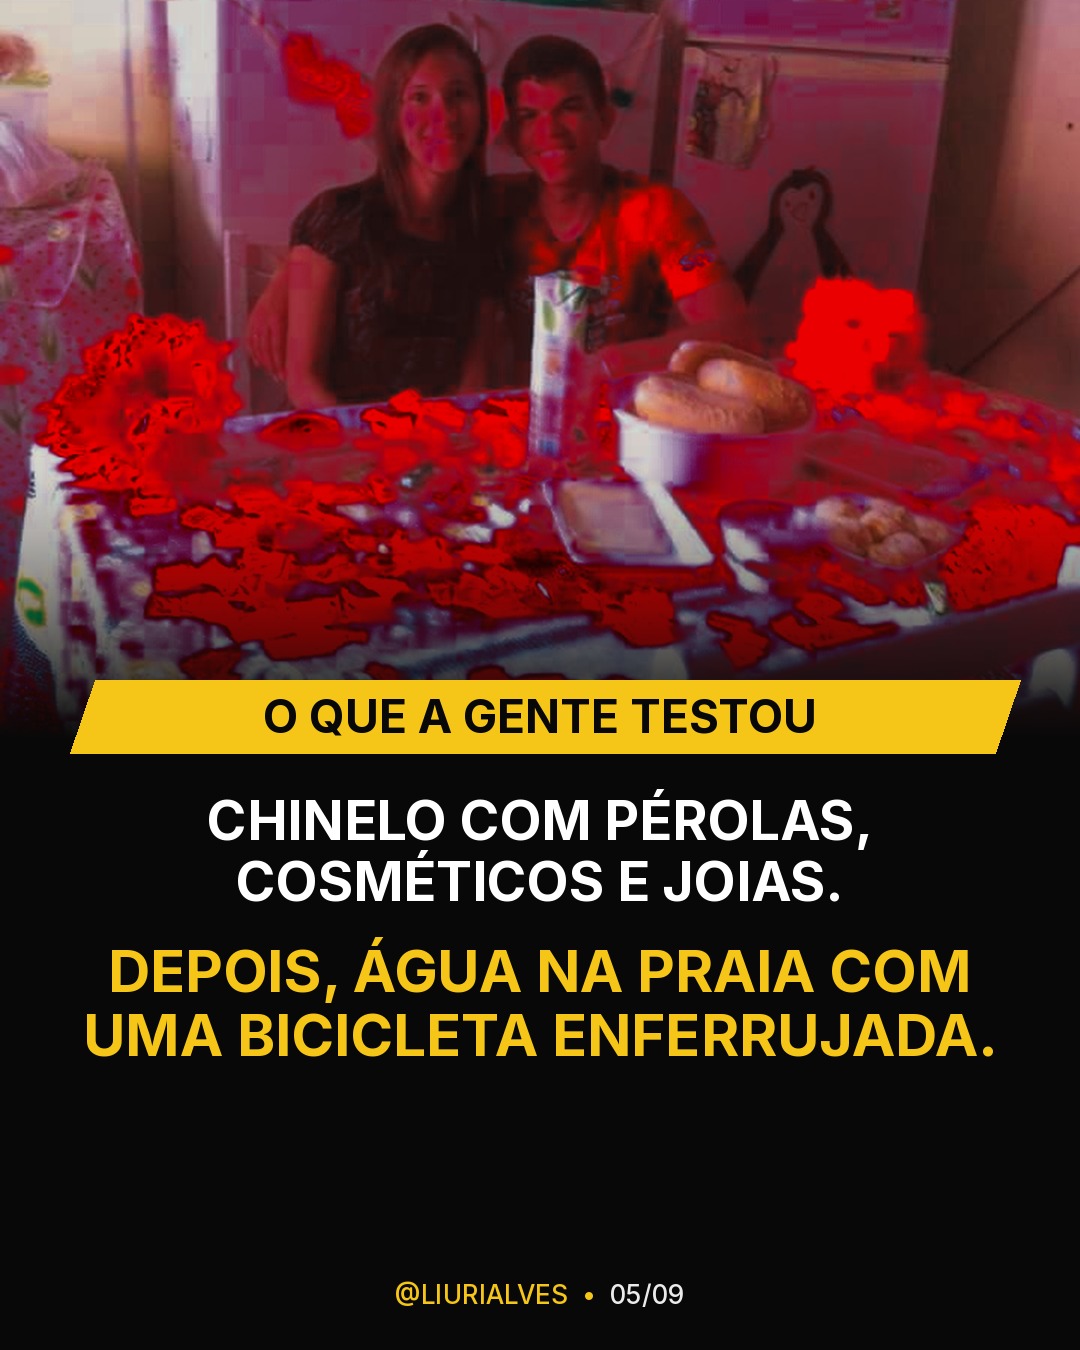 O QUE A GENTE TESTOU
CHINELO COM PÉROLAS,
COSMÉTICOS E JOIAS.
DEPOIS, ÁGUA NA PRAIA COM
UMA BICICLETA ENFERRUJADA.
@LIURIALVES • 05/09